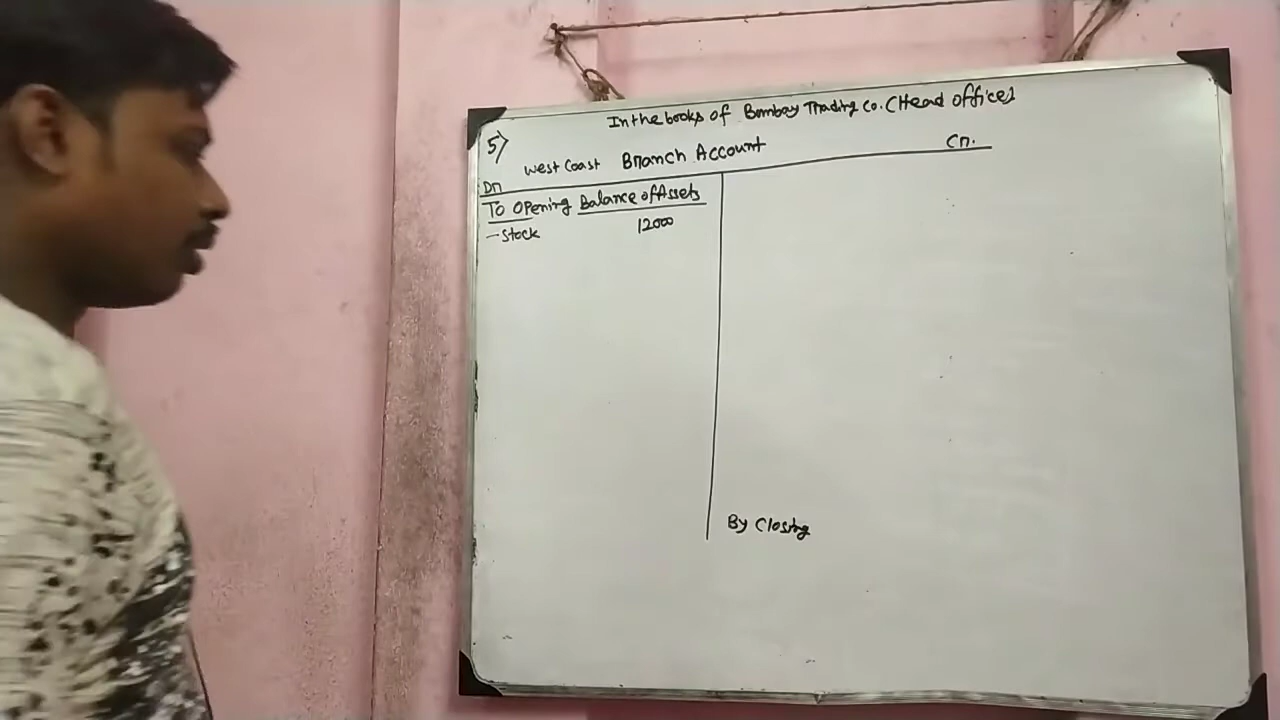 In the books of Bombay Trading Co. (Head Office)
5)
West Coast Branch Account
Dr
Cr.
To Opening Balance of Assets
- Stock 12000
By Closing